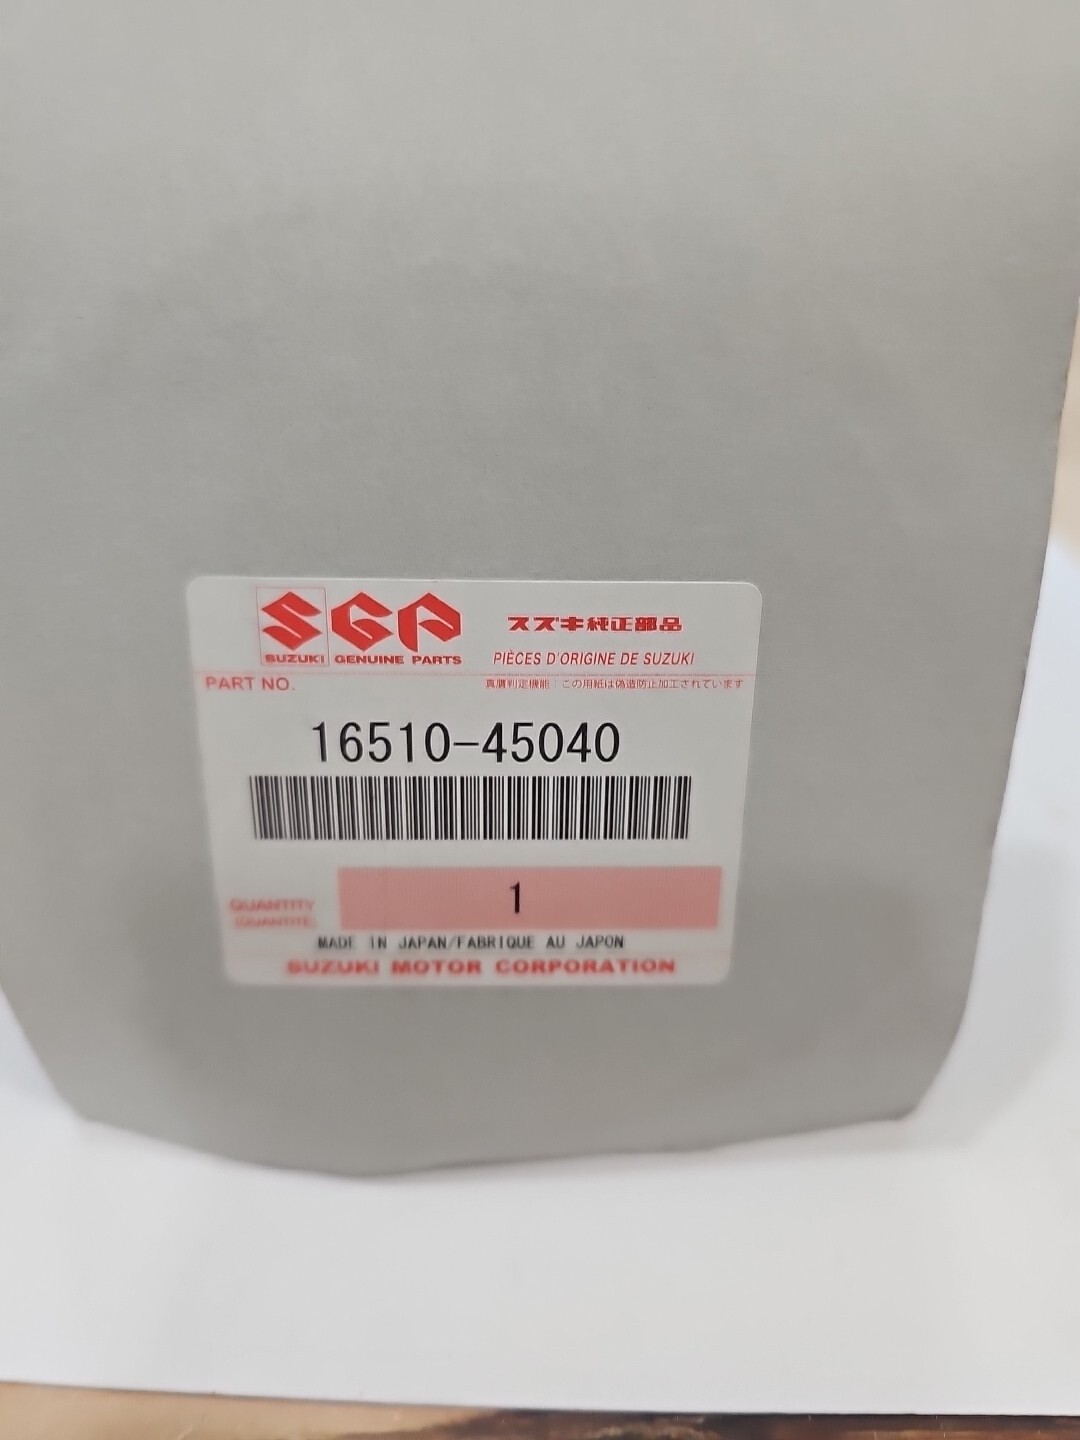 SGP
スズキ純正部品
SUZUKI GENUINE PARTS
PIÈCES D'ORIGINE DE SUZUKI
PART NO.
真贋判定機能：この用紙は偽造防止加工されています
16510-45040
1
QUANTITY
(QUANTITÉ)
MADE IN JAPAN/FABRIQUE AU JAPON
SUZUKI MOTOR CORPORATION